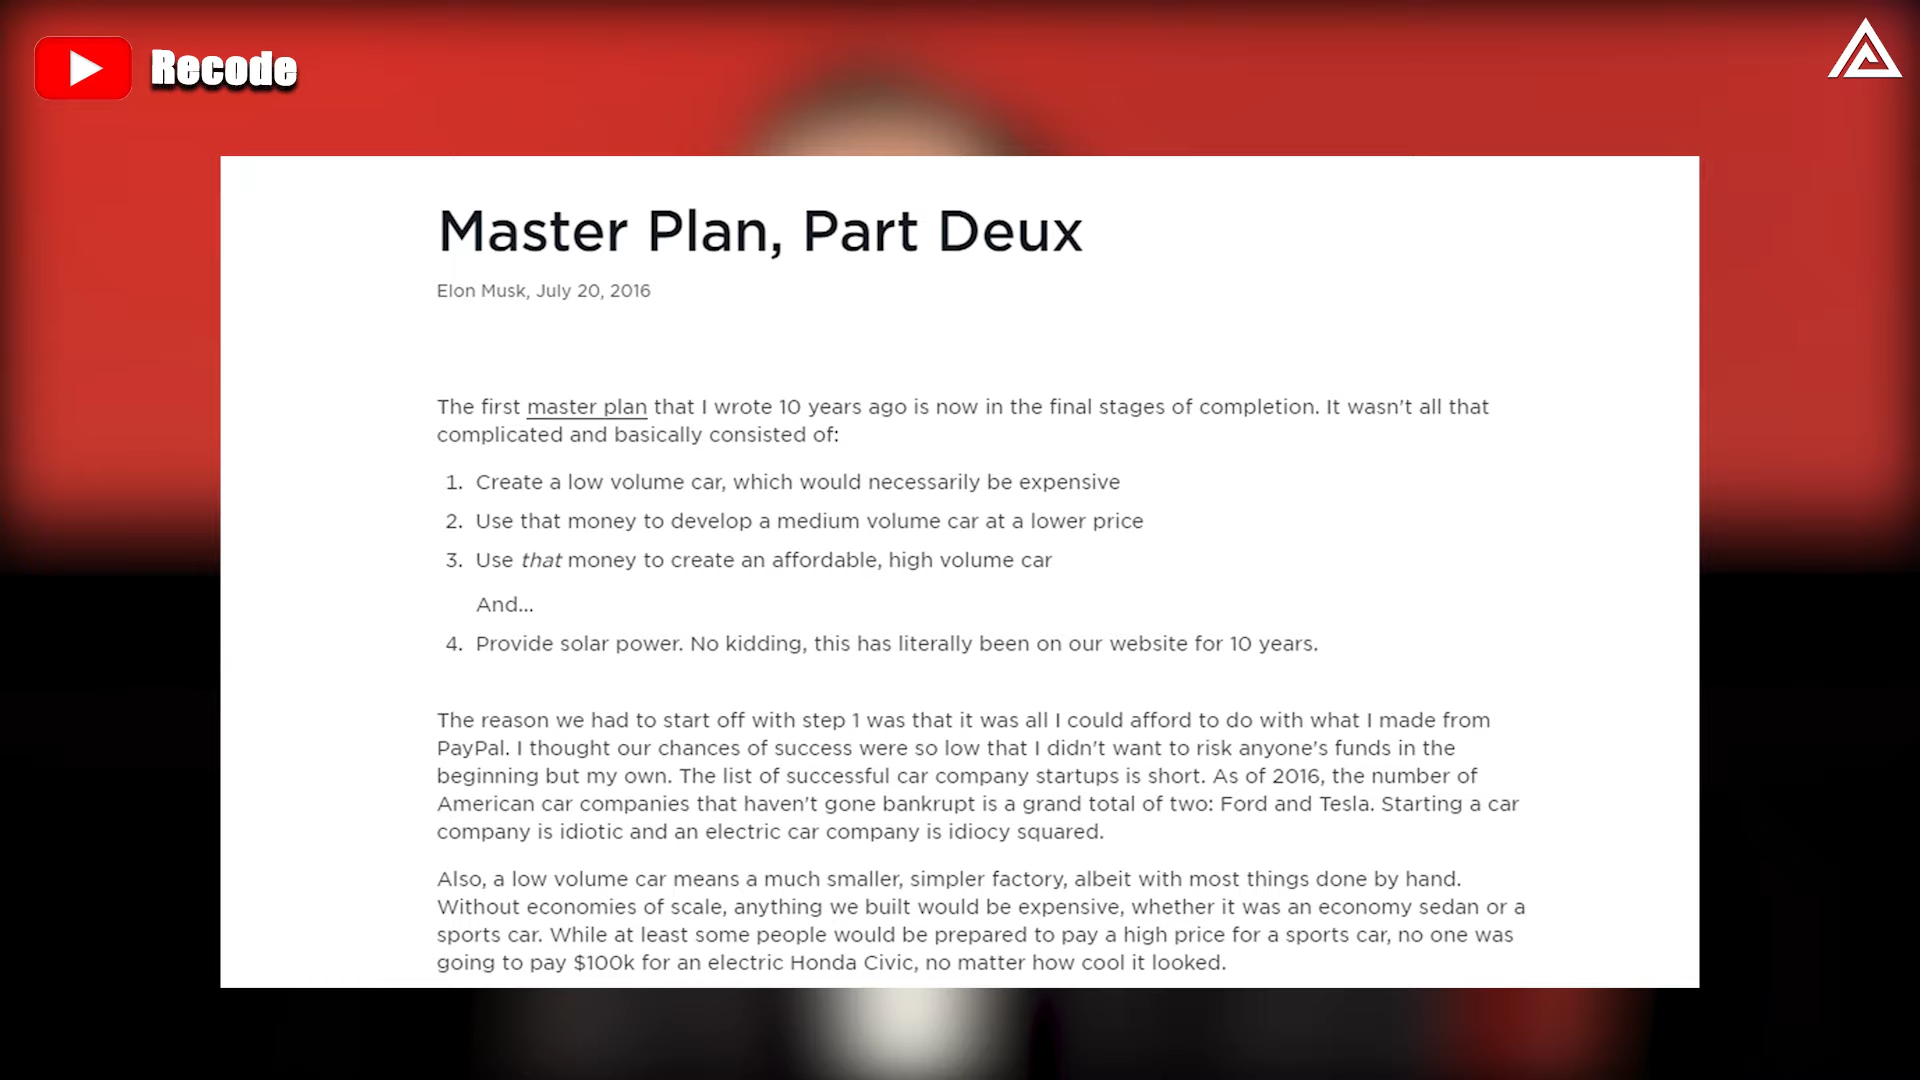 Recode
Master Plan, Part Deux
Elon Musk, July 20, 2016
The first master plan that I wrote 10 years ago is now in the final stages of completion. It wasn't all that
complicated and basically consisted of:
1. Create a low volume car, which would necessarily be expensive
2. Use that money to develop a medium volume car at a lower price
3. Use that money to create an affordable, high volume car
And...
4. Provide solar power. No kidding, this has literally been on our website for 10 years.
The reason we had to start off with step 1 was that it was all I could afford to do with what I made from
PayPal. I thought our chances of success were so low that I didn't want to risk anyone's funds in the
beginning but my own. The list of successful car company startups is short. As of 2016, the number of
American car companies that haven't gone bankrupt is a grand total of two: Ford and Tesla. Starting a car
company is idiotic and an electric car company is idiocy squared.
Also, a low volume car means a much smaller, simpler factory, albeit with most things done by hand.
Without economies of scale, anything we built would be expensive, whether it was an economy sedan or a
sports car. While at least some people would be prepared to pay a high price for a sports car, no one was
going to pay $100k for an electric Honda Civic, no matter how cool it looked.